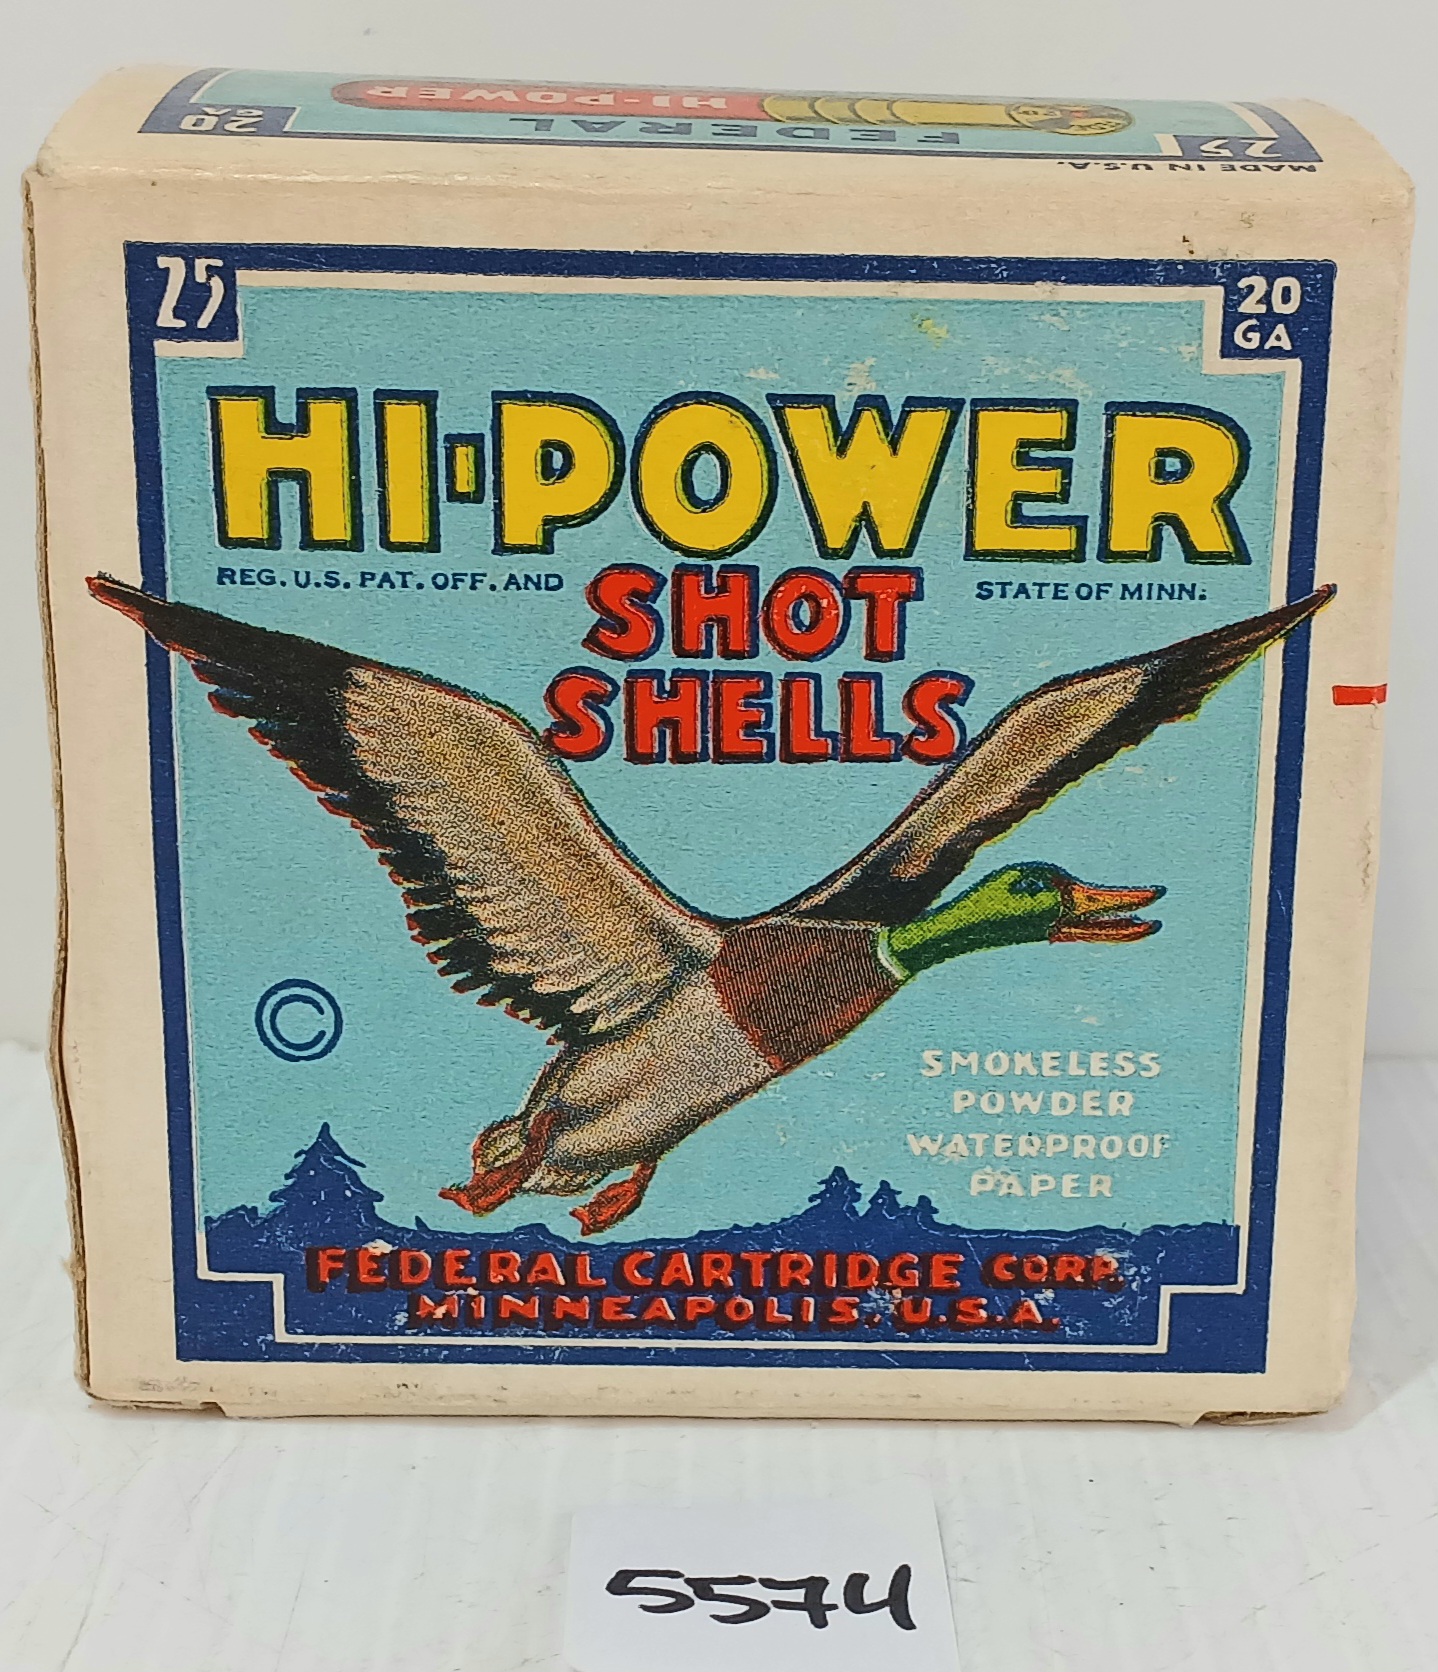 HI-POWER
FEDERAL
20 GA
25
MADE IN U.S.A.
25
20
GA
HI-POWER
REG. U.S. PAT. OFF. AND
STATE OF MINN.
SHOT
SHELLS
©
SMOKELESS
POWDER
WATERPROOF
PAPER
FEDERAL CARTRIDGE CORP.
MINNEAPOLIS, U.S.A.
5574